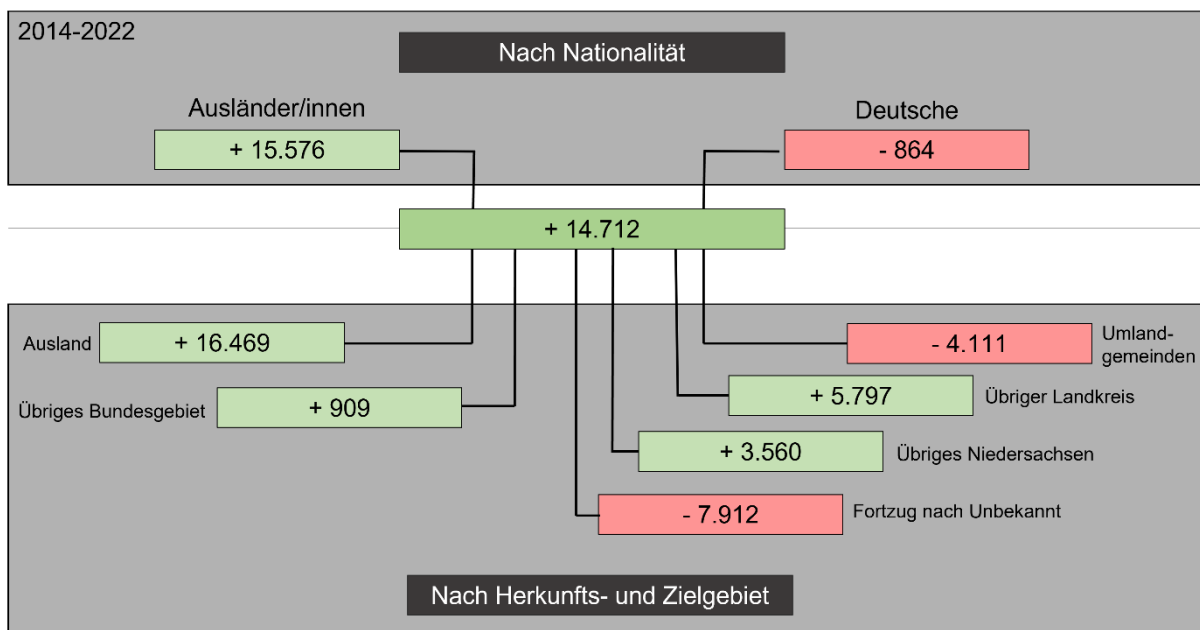 2014-2022
Nach Nationalität
Ausländer/innen
Deutsche
+ 15.576
- 864
+ 14.712
Ausland
+ 16.469
- 4.111
Umland-
gemeinden
Übriges Bundesgebiet
+ 909
+ 5.797
Übriger Landkreis
+ 3.560
Übriges Niedersachsen
- 7.912
Fortzug nach Unbekannt
Nach Herkunfts- und Zielgebiet